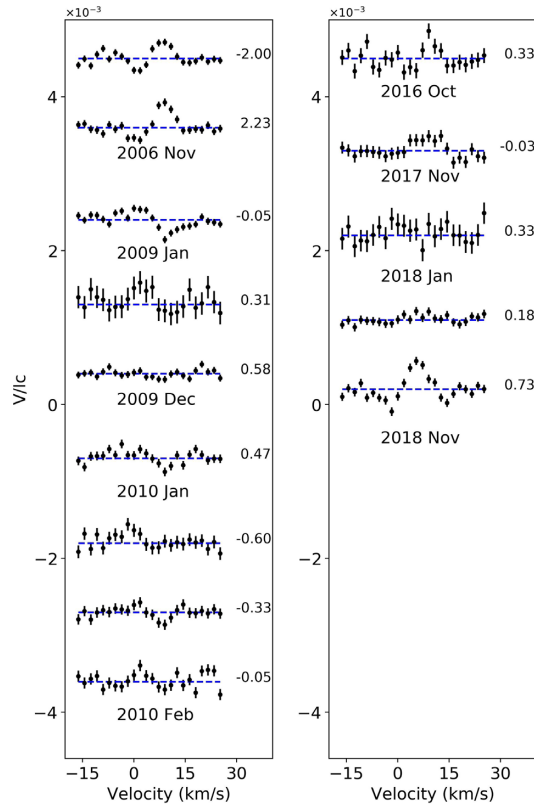 ×10⁻³
4
2
0
−2
−4
V/Ic
-2.00
2.23
2006 Nov
-0.05
2009 Jan
0.31
0.58
2009 Dec
0.47
2010 Jan
-0.60
-0.33
-0.05
2010 Feb
−15 0 15 30
Velocity (km/s)
×10⁻³
4
2
0
−2
−4
0.33
2016 Oct
-0.03
2017 Nov
0.33
2018 Jan
0.18
0.73
2018 Nov
−15 0 15 30
Velocity (km/s)